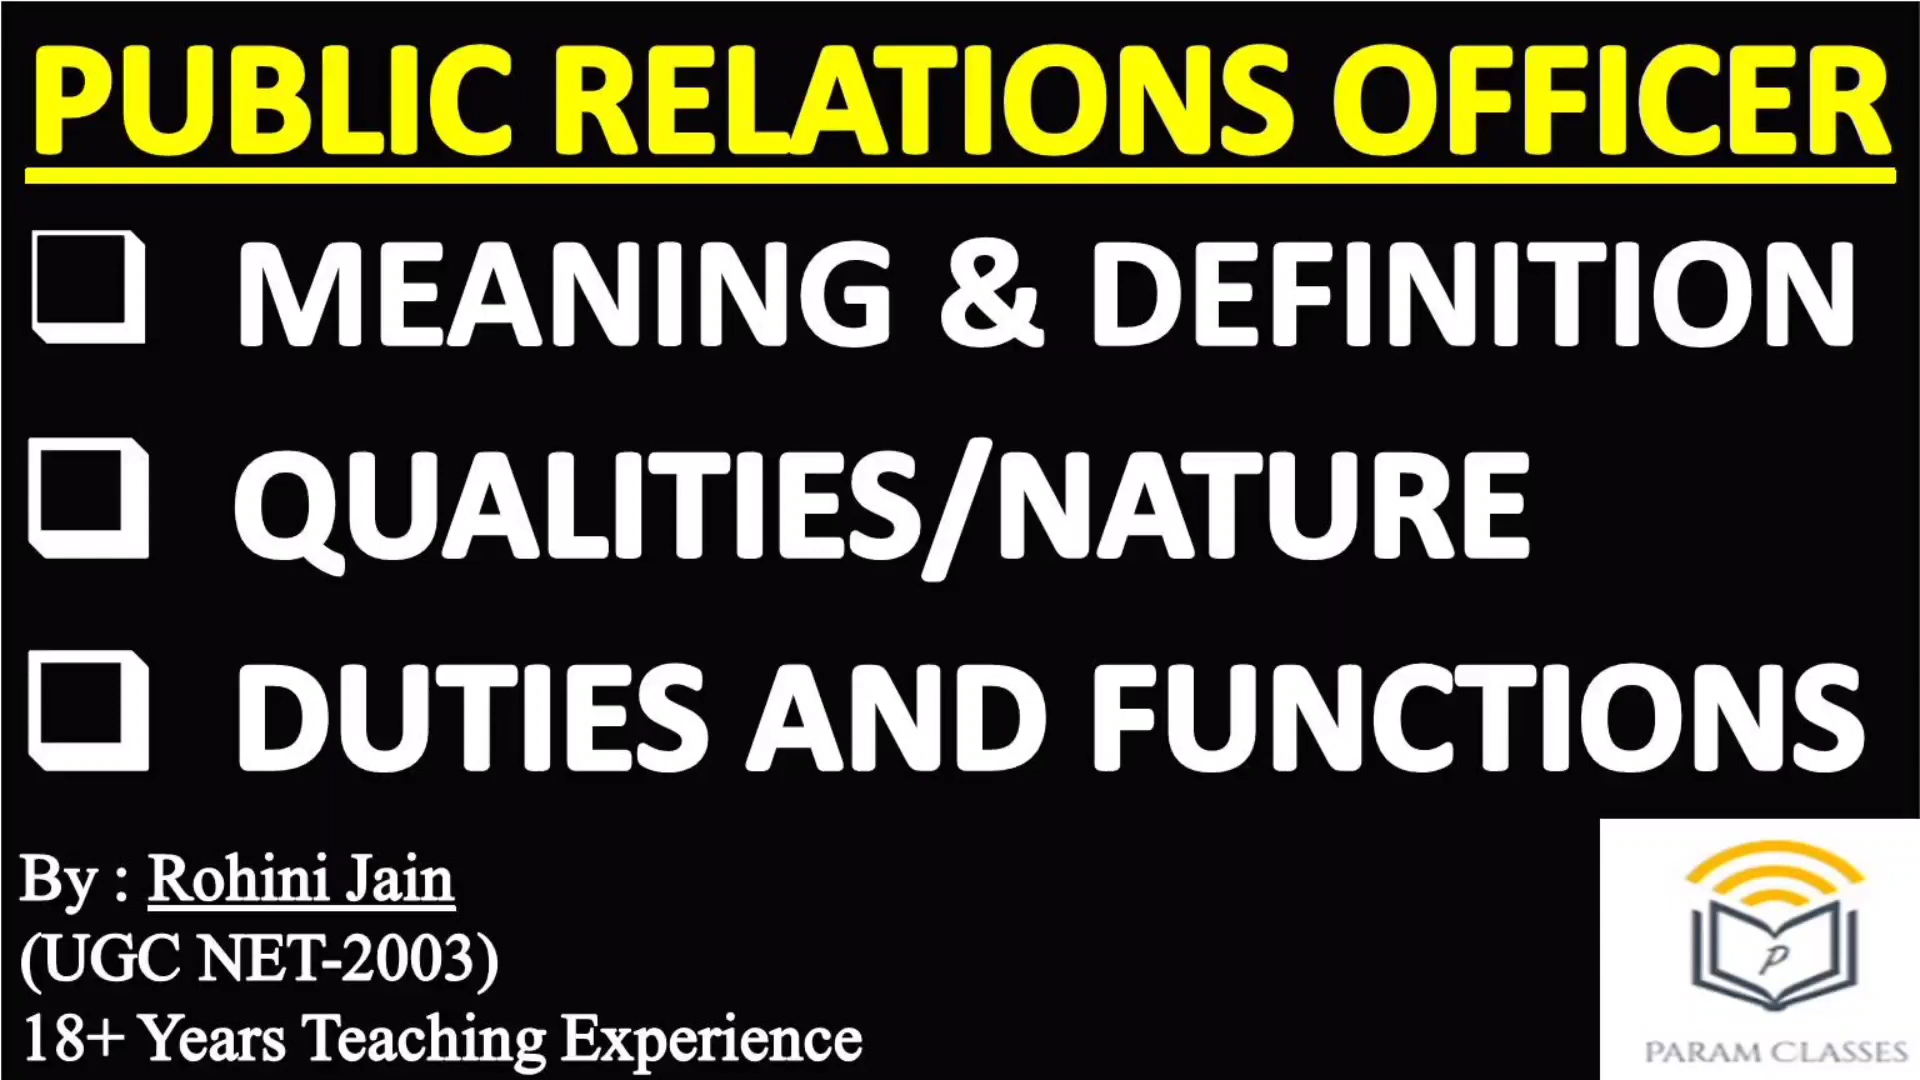 PUBLIC RELATIONS OFFICER
MEANING & DEFINITION
QUALITIES/NATURE
DUTIES AND FUNCTIONS
By : Rohini Jain
(UGC NET-2003)
18+ Years Teaching Experience
P
PARAM CLASSES